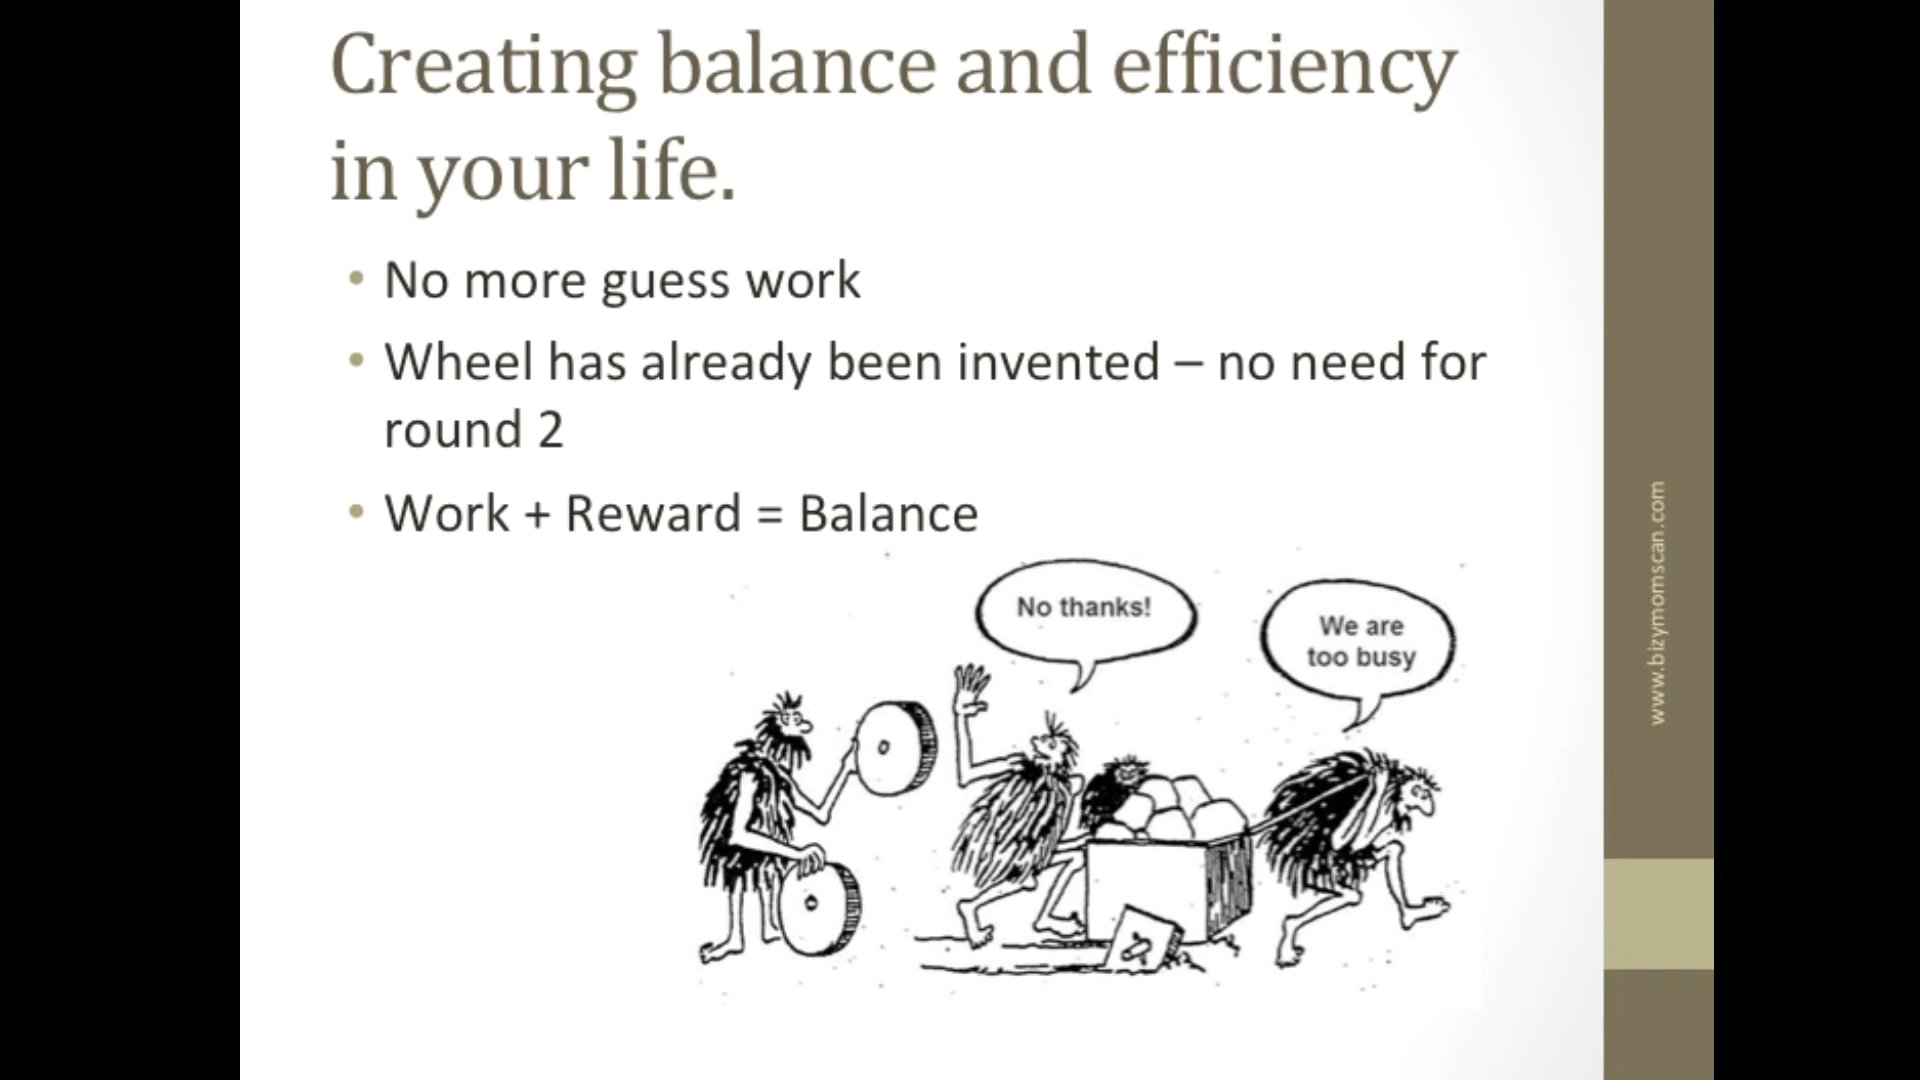 Creating balance and efficiency
in your life.
• No more guess work
• Wheel has already been invented – no need for
round 2
• Work + Reward = Balance
No thanks!
We are
too busy
www.bizymomscan.com